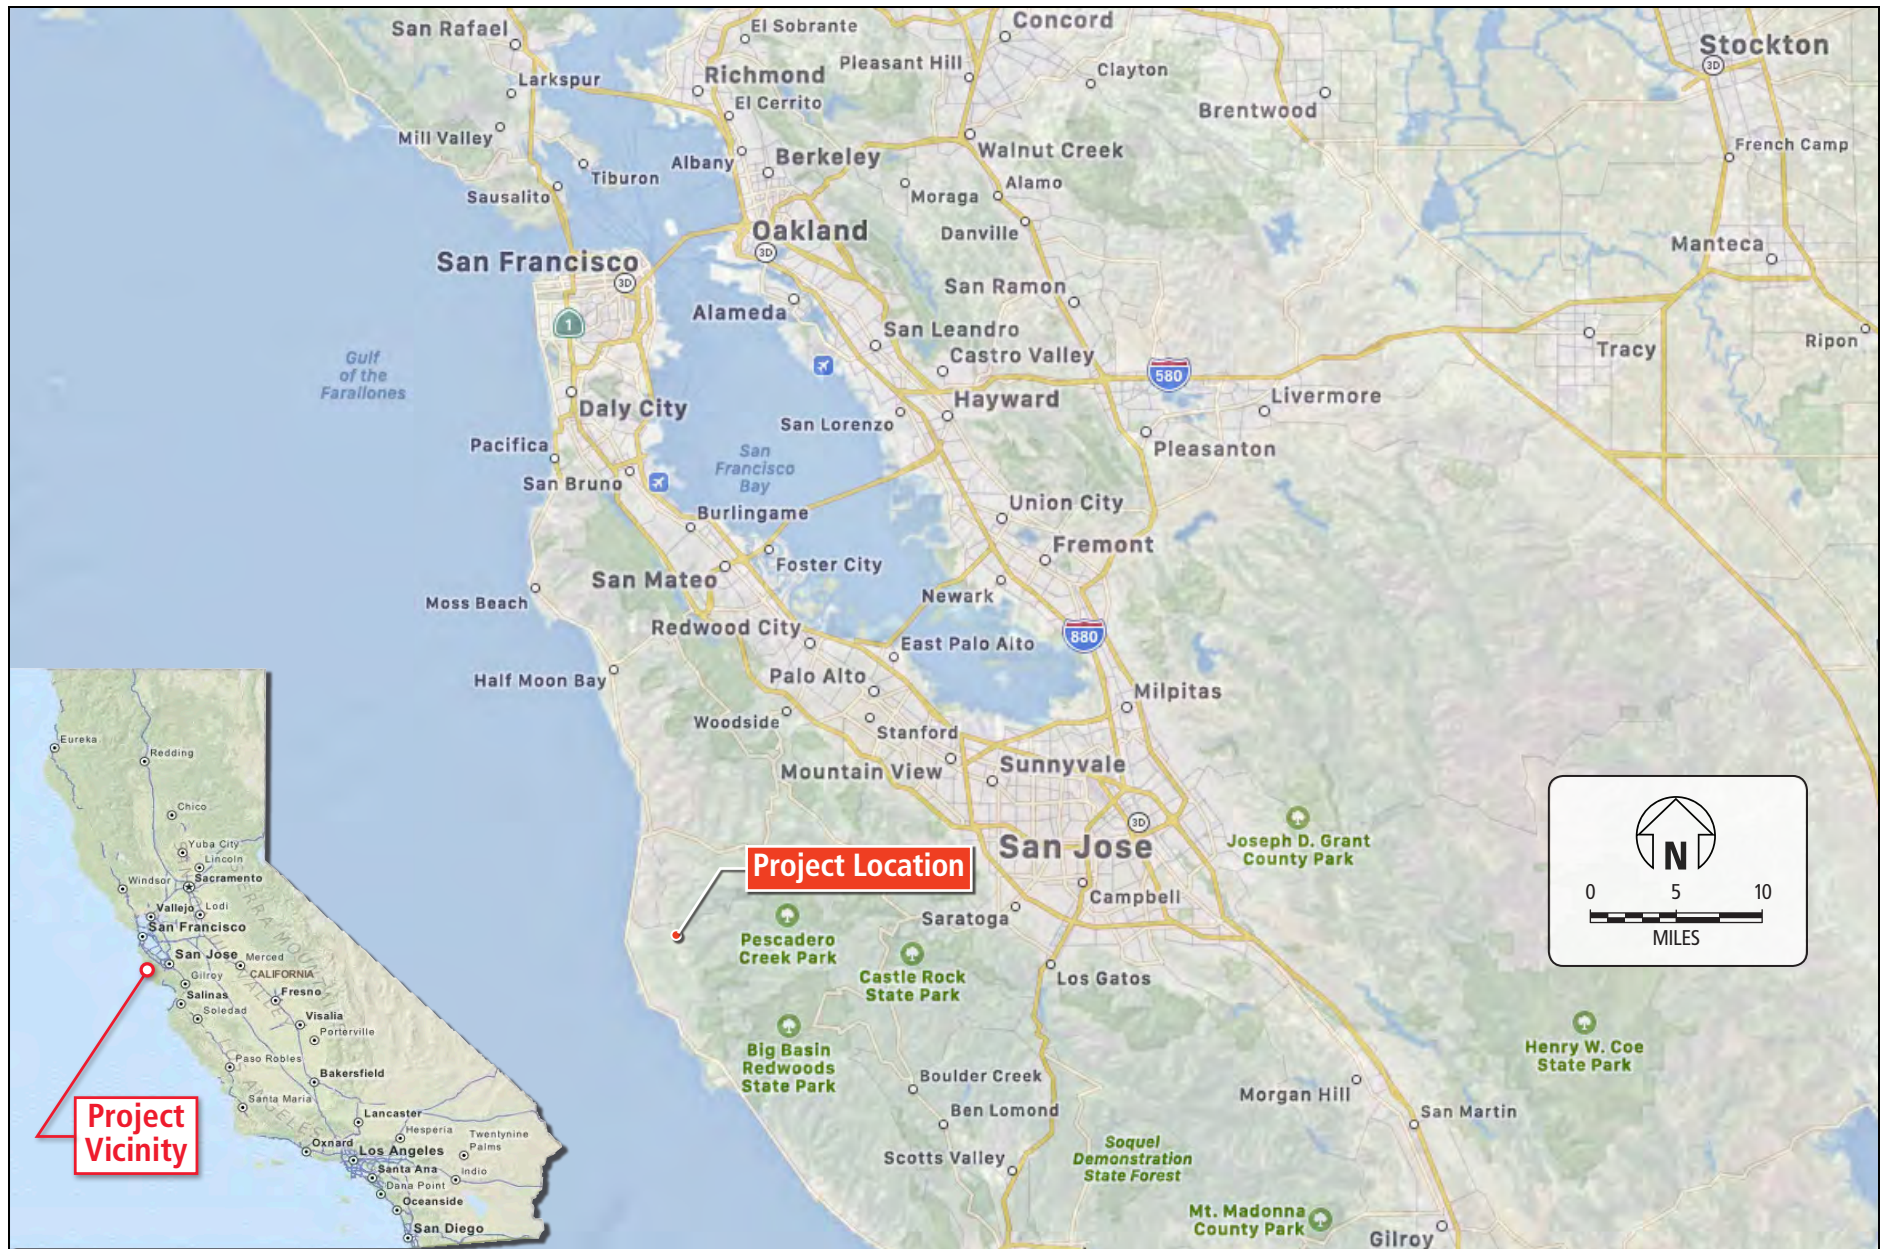 San Rafael
El Sobrante
Concord
Stockton
3D
Larkspur
Richmond
Pleasant Hill
Clayton
El Cerrito
Brentwood
Mill Valley
Albany
Berkeley
Walnut Creek
French Camp
Tiburon
Sausalito
Moraga
Alamo
Oakland
3D
Danville
Manteca
San Francisco
3D
San Ramon
Alameda
1
San Leandro
Castro Valley
Tracy
Ripon
Gulf
of the
Farallones
580
Daly City
Hayward
Livermore
San Lorenzo
Pacifica
San
Francisco
Bay
Pleasanton
San Bruno
Burlingame
Union City
Fremont
Foster City
San Mateo
Newark
Moss Beach
Redwood City
880
East Palo Alto
Half Moon Bay
Palo Alto
Milpitas
Woodside
Stanford
Mountain View
Sunnyvale
3D
San Jose
Joseph D. Grant
County Park
Project Location
Campbell
Saratoga
Pescadero
Creek Park
Castle Rock
State Park
Los Gatos
Big Basin
Redwoods
State Park
Henry W. Coe
State Park
Boulder Creek
Morgan Hill
Ben Lomond
San Martin
Soquel
Demonstration
State Forest
Scotts Valley
Mt. Madonna
County Park
Gilroy
N
0 5 10
MILES
Eureka
Redding
Chico
Yuba City
Lincoln
Windsor
Sacramento
Vallejo
Lodi
San Francisco
San Jose
Merced
Gilroy
CALIFORNIA
Salinas
Fresno
Soledad
Visalia
Porterville
Paso Robles
Bakersfield
Santa Maria
Project
Vicinity
Lancaster
Hesperia
Twentynine
Palms
Oxnard
Los Angeles
Santa Ana
Indio
Dana Point
Oceanside
San Diego